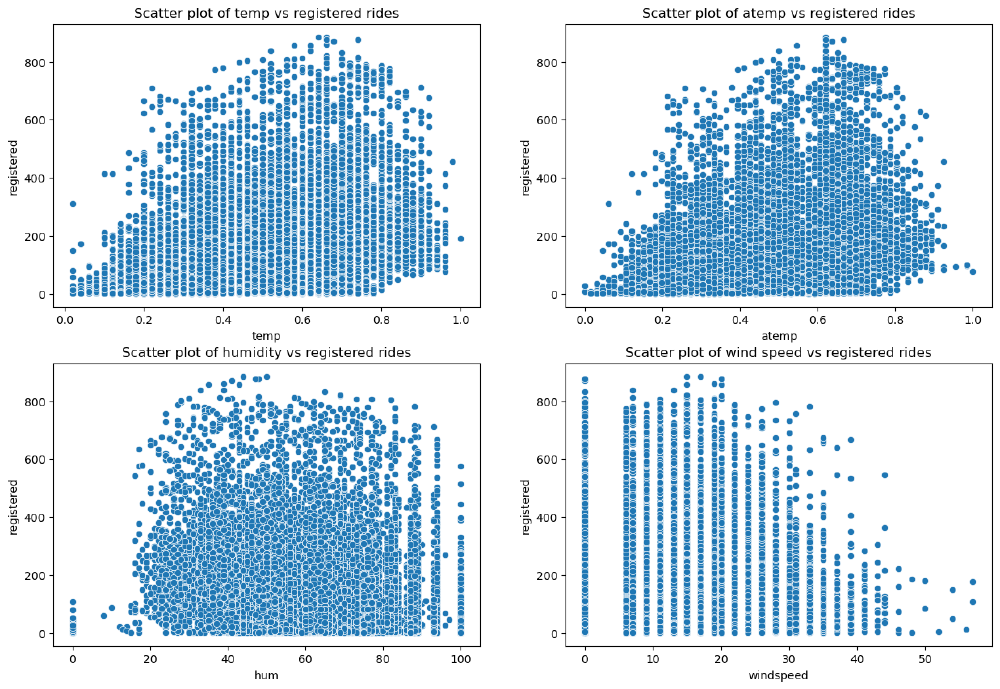 Scatter plot of temp vs registered rides
registered
800
600
400
200
0
0.0 0.2 0.4 0.6 0.8 1.0
temp
Scatter plot of atemp vs registered rides
registered
800
600
400
200
0
0.0 0.2 0.4 0.6 0.8 1.0
atemp
Scatter plot of humidity vs registered rides
registered
800
600
400
200
0
0 20 40 60 80 100
hum
Scatter plot of wind speed vs registered rides
registered
800
600
400
200
0
0 10 20 30 40 50
windspeed